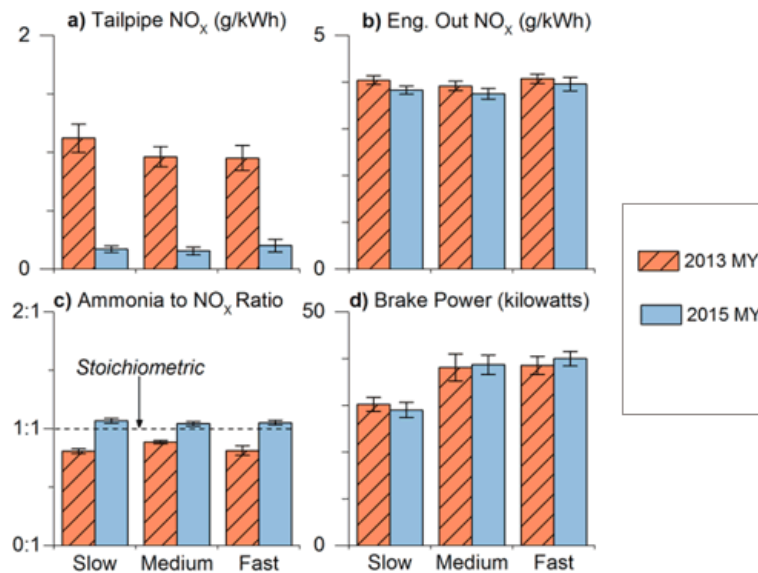 a) Tailpipe NOX (g/kWh)
2
1
0
b) Eng. Out NOX (g/kWh)
5
0
2013 MY
2015 MY
c) Ammonia to NOX Ratio
2:1
Stoichiometric
1:1
0:1
Slow Medium Fast
d) Brake Power (kilowatts)
50
0
Slow Medium Fast